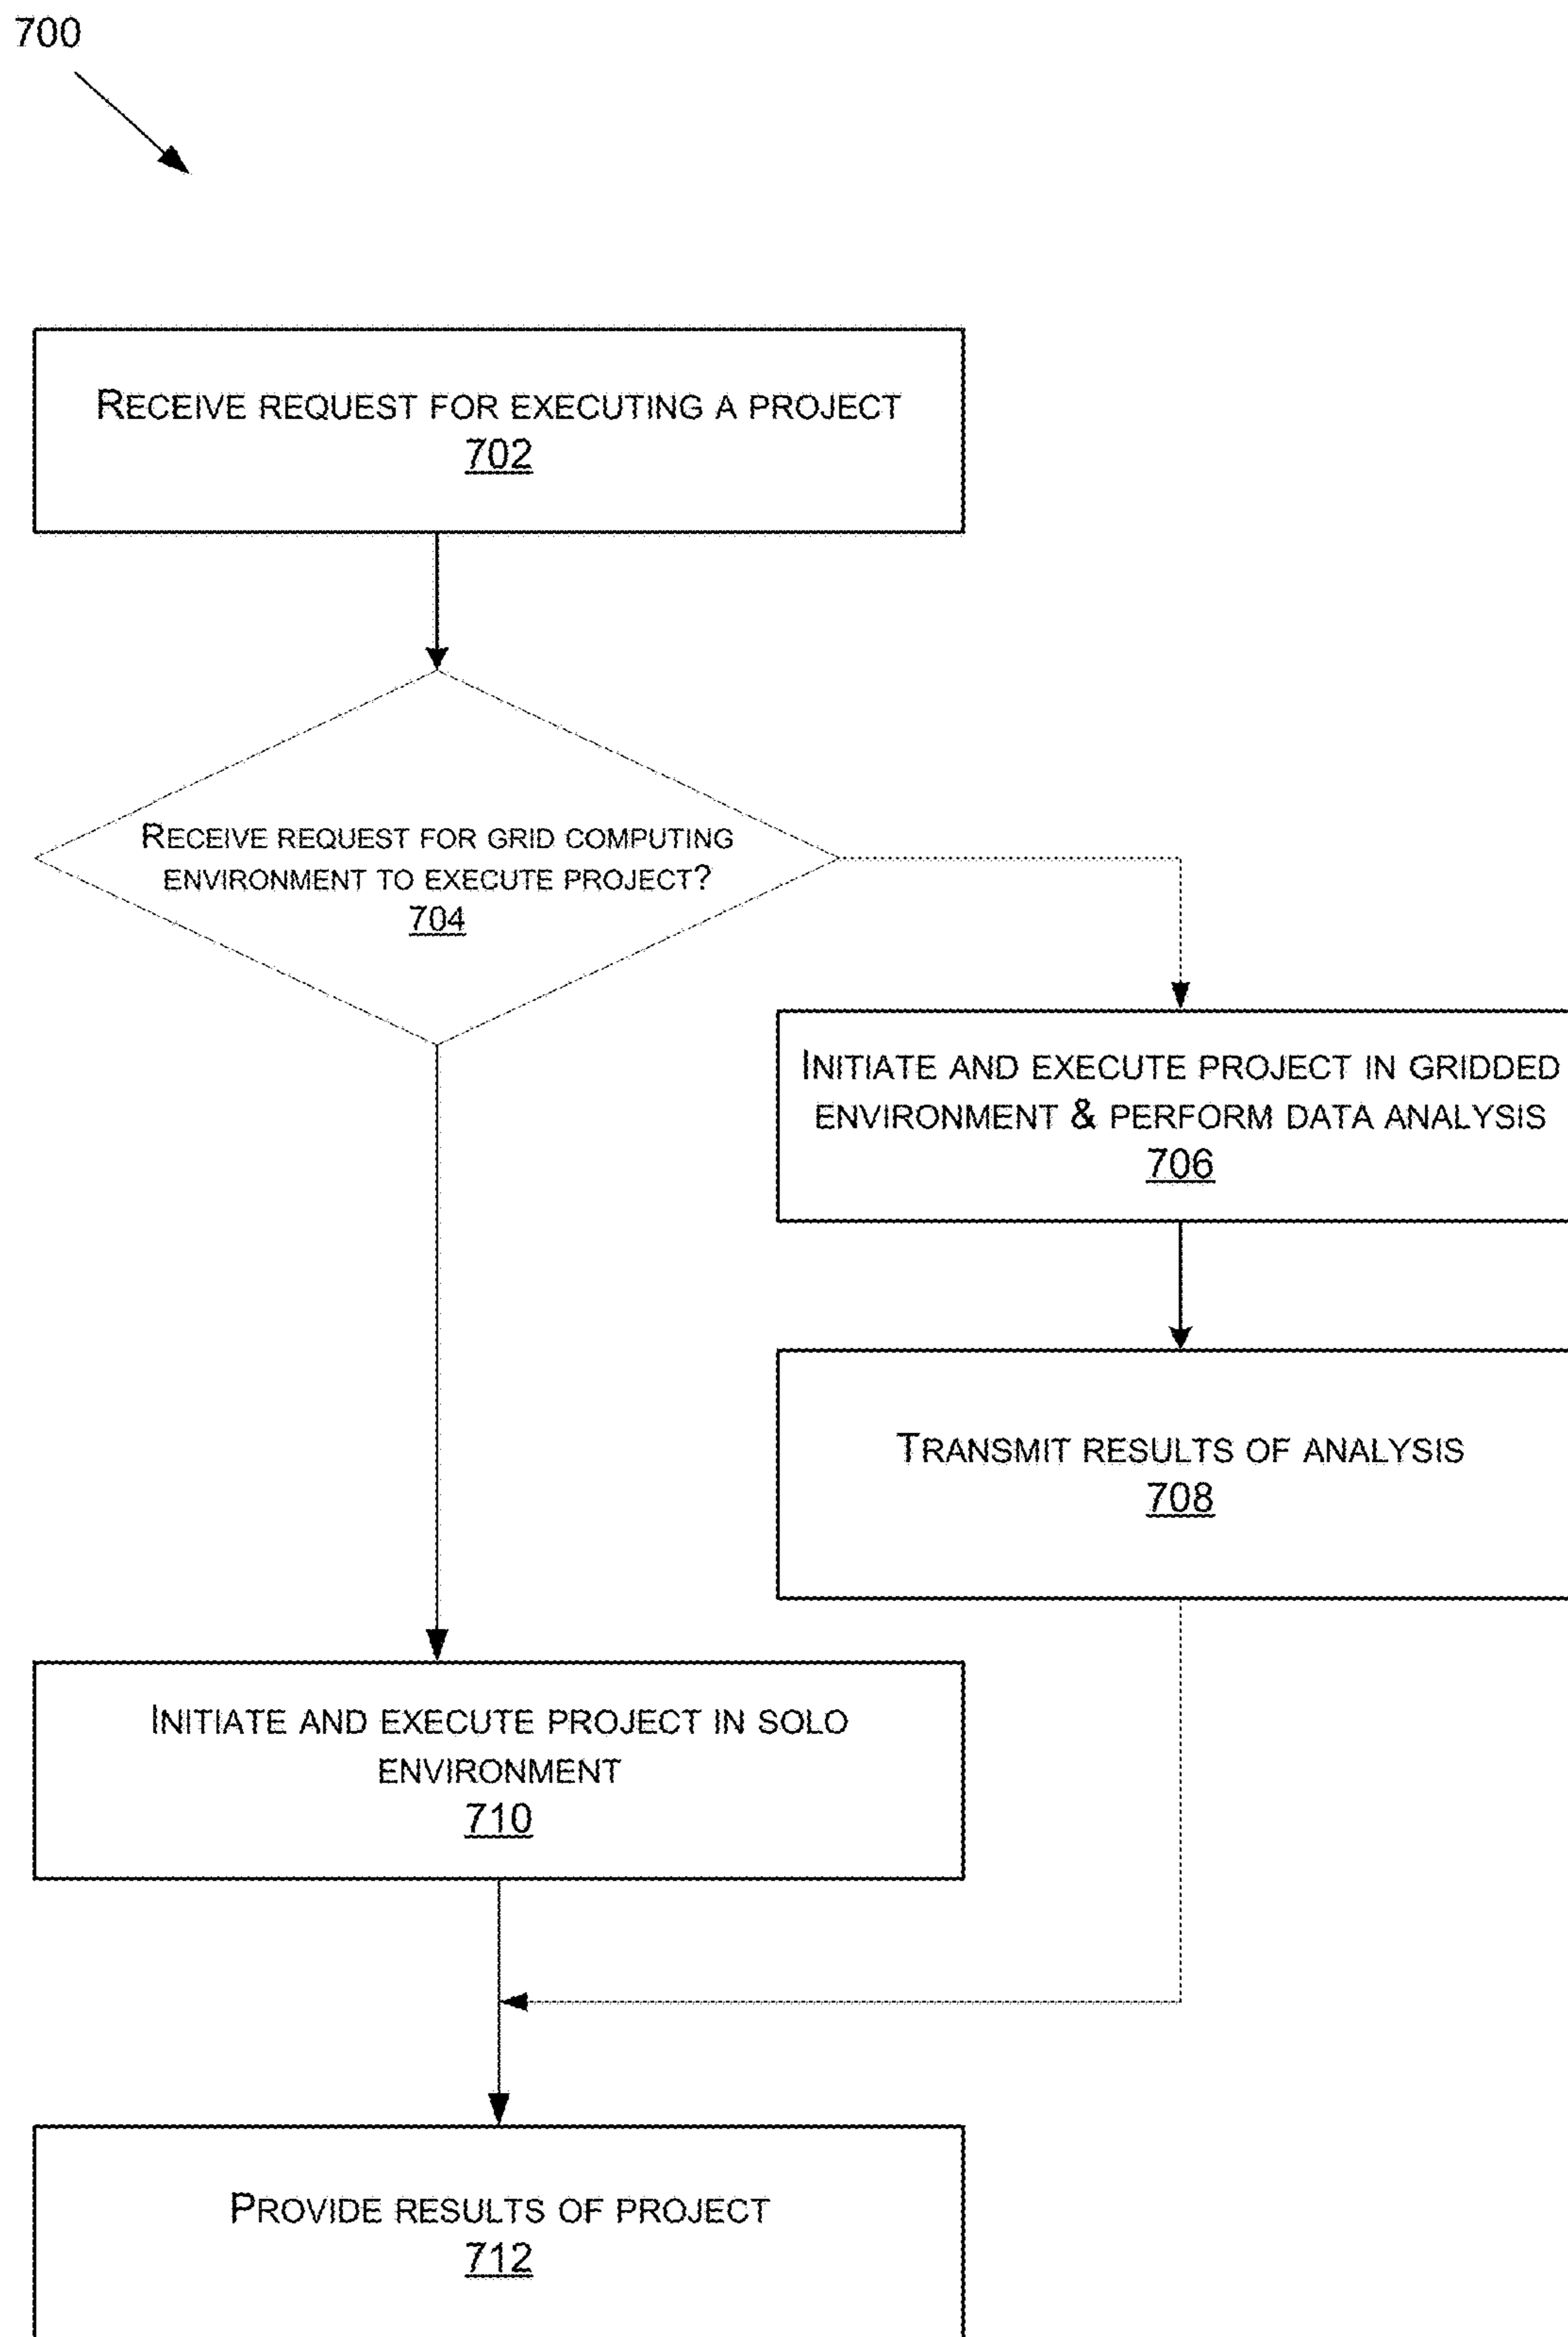 700
RECEIVE REQUEST FOR EXECUTING A PROJECT
702
RECEIVE REQUEST FOR GRID COMPUTING
ENVIRONMENT TO EXECUTE PROJECT?
704
INITIATE AND EXECUTE PROJECT IN GRIDDED
ENVIRONMENT & PERFORM DATA ANALYSIS
706
TRANSMIT RESULTS OF ANALYSIS
708
INITIATE AND EXECUTE PROJECT IN SOLO
ENVIRONMENT
710
PROVIDE RESULTS OF PROJECT
712